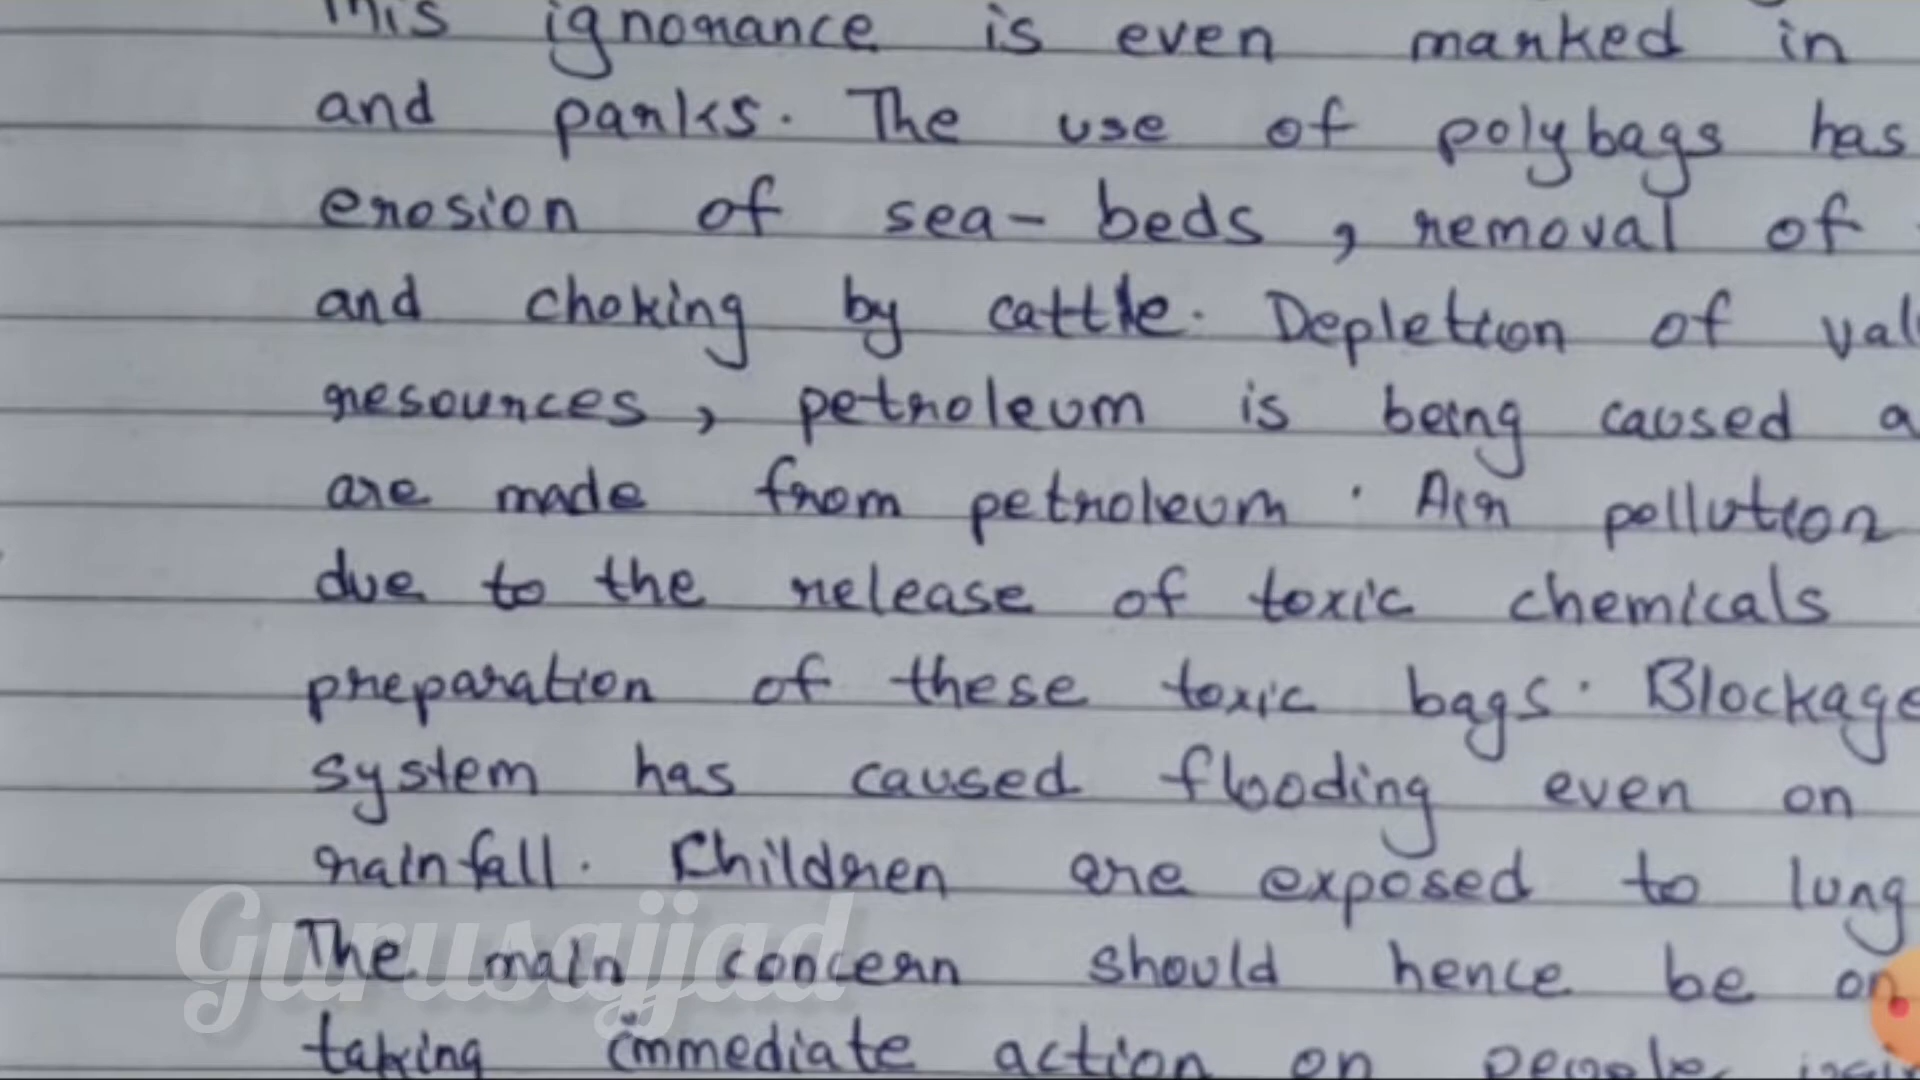 This ignorance is even marked in
and parks. The use of polybags has
erosion of sea-beds, removal of
and choking by cattle. Depletion of val
resources, petroleum is being caused a
are made from petroleum. Air pollution
due to the release of toxic chemicals
preparation of these toxic bags. Blockage
system has caused flooding even on
rainfall. Children are exposed to lung
The main concern should hence be on
taking immediate action on people
Gurusajjad